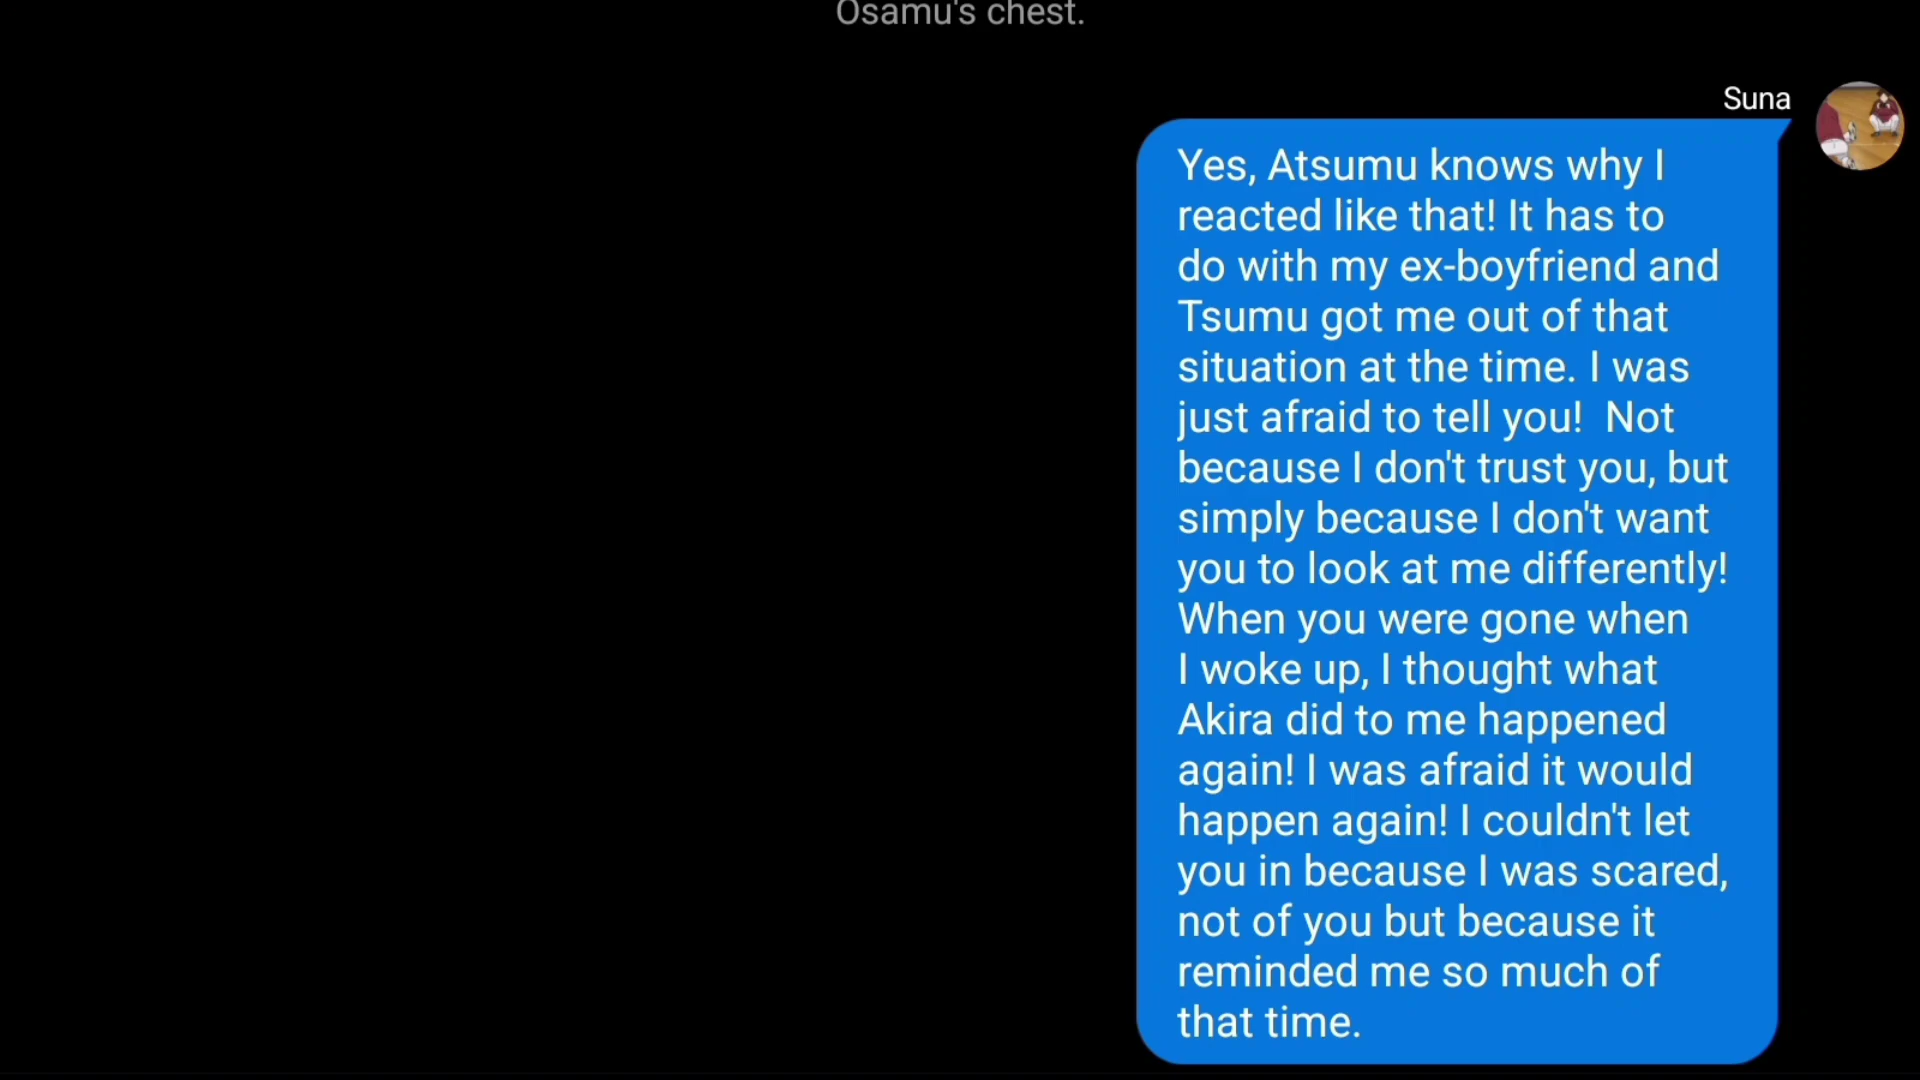 Osamu's chest.
Suna
Yes, Atsumu knows why I
reacted like that! It has to
do with my ex-boyfriend and
Tsumu got me out of that
situation at the time. I was
just afraid to tell you!  Not
because I don't trust you, but
simply because I don't want
you to look at me differently!
When you were gone when
I woke up, I thought what
Akira did to me happened
again! I was afraid it would
happen again! I couldn't let
you in because I was scared,
not of you but because it
reminded me so much of
that time.